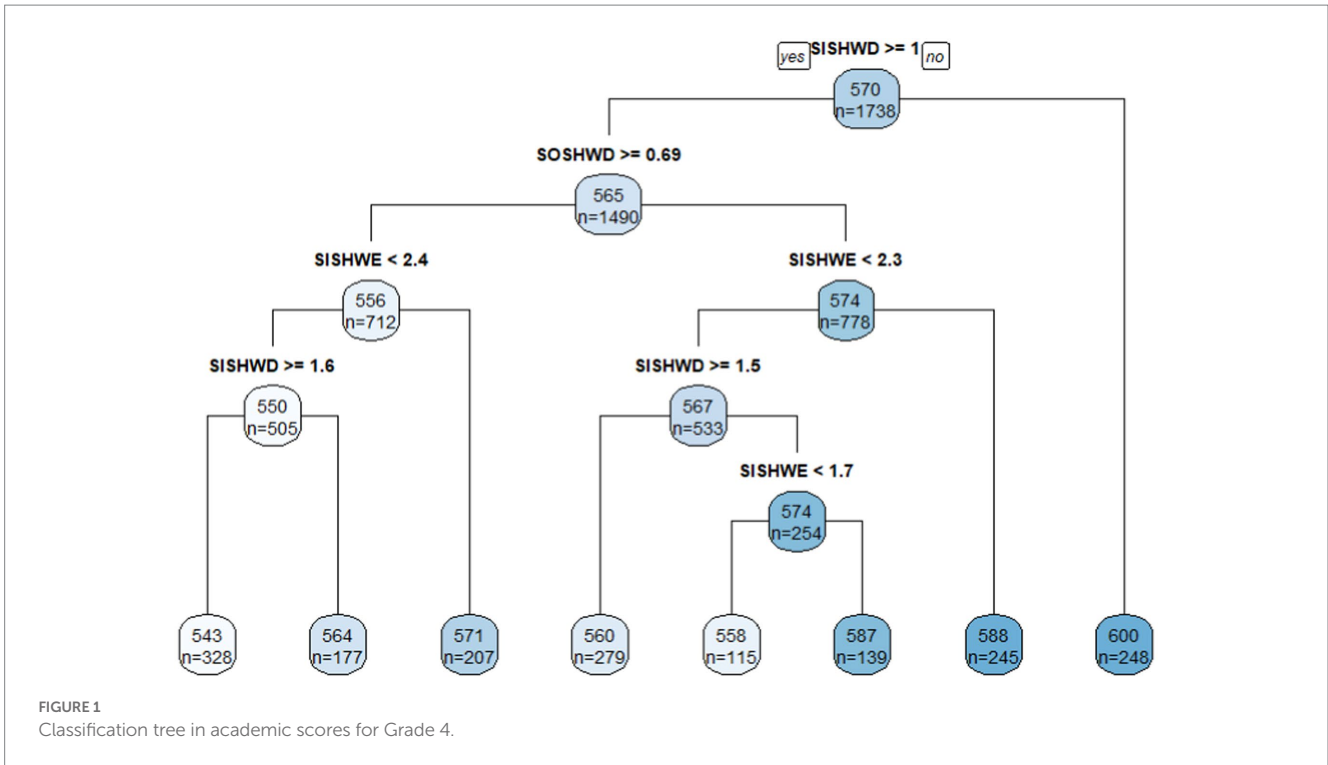 yes SISHWD >= 1 no
570
n=1738
SOSHWD >= 0.69
565
n=1490
SISHWE < 2.4
SISHWE < 2.3
556
n=712
574
n=778
SISHWD >= 1.6
SISHWD >= 1.5
550
n=505
567
n=533
SISHWE < 1.7
574
n=254
543
n=328
564
n=177
571
n=207
560
n=279
558
n=115
587
n=139
588
n=245
600
n=248
FIGURE 1
Classification tree in academic scores for Grade 4.